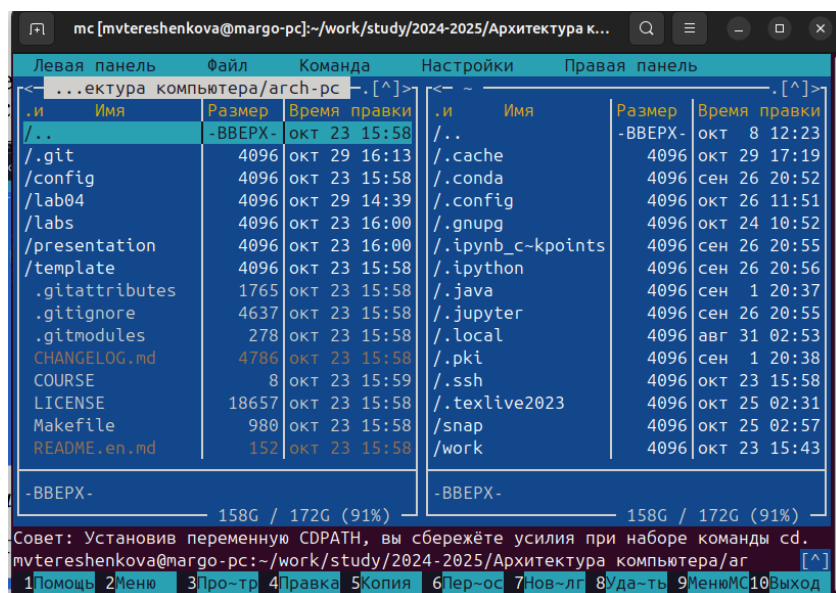 mc [mvtereshenkova@margo-pc]:~/work/study/2024-2025/Архитектура к...
Левая панель Файл Команда Настройки Правая панель
<— ...ектура компьютера/arch-pc —.[^]> <— ~ —.[^]>
.и Имя Размер Время правки .и Имя Размер Время правки
/.. -ВВЕРХ- окт 23 15:58 /.. -ВВЕРХ- окт 8 12:23
/.git 4096 окт 29 16:13 /.cache 4096 окт 29 17:19
/config 4096 окт 23 15:58 /.conda 4096 сен 26 20:52
/lab04 4096 окт 29 14:39 /.config 4096 окт 26 11:51
/labs 4096 окт 23 16:00 /.gnupg 4096 окт 24 10:52
/presentation 4096 окт 23 16:00 /.ipynb_c~kpoints 4096 сен 26 20:55
/template 4096 окт 23 15:58 /.ipython 4096 сен 26 20:56
.gitattributes 1765 окт 23 15:58 /.java 4096 сен 1 20:37
.gitignore 4637 окт 23 15:58 /.jupyter 4096 сен 26 20:55
.gitmodules 278 окт 23 15:58 /.local 4096 авг 31 02:53
CHANGELOG.md 4786 окт 23 15:58 /.pki 4096 сен 1 20:38
COURSE 8 окт 23 15:59 /.ssh 4096 окт 23 15:58
LICENSE 18657 окт 23 15:58 /.texlive2023 4096 окт 25 02:31
Makefile 980 окт 23 15:58 /snap 4096 окт 25 02:57
README.en.md 152 окт 23 15:58 /work 4096 окт 23 15:43
-ВВЕРХ- -ВВЕРХ-
158G / 172G (91%) 158G / 172G (91%)
Совет: Установив переменную CDPATH, вы сбережёте усилия при наборе команды cd.
mvtereshenkova@margo-pc:~/work/study/2024-2025/Архитектура компьютера/ar [^]
1Помощь 2Меню 3Про~тр 4Правка 5Копия 6Пер~ос 7Нов~лг 8Уда~ть 9МенюМС 10Выход